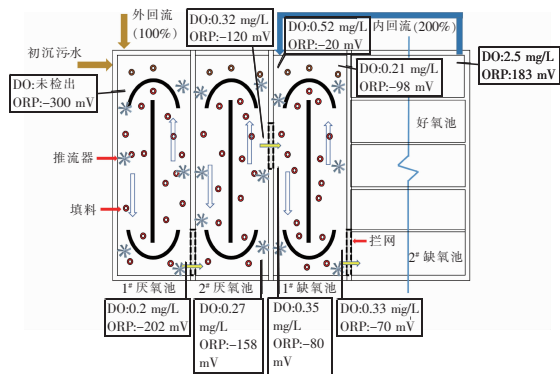 外回流
(100%)
初沉污水
DO:0.32 mg/L
ORP:−120 mV
DO:0.52 mg/L
ORP:−20 mV
内回流(200%)
DO:0.21 mg/L
ORP:−98 mV
DO:2.5 mg/L
ORP:183 mV
DO:未检出
ORP:−300 mV
好氧池
推流器
填料
拦网
2# 缺氧池
1# 厌氧池
2# 厌氧池
1# 缺氧池
DO:0.2 mg/L
ORP:−202 mV
DO:0.27
mg/L
ORP:−158
mV
DO:0.35
mg/L
ORP:−80
mV
DO:0.33 mg/L
ORP:−70 mV